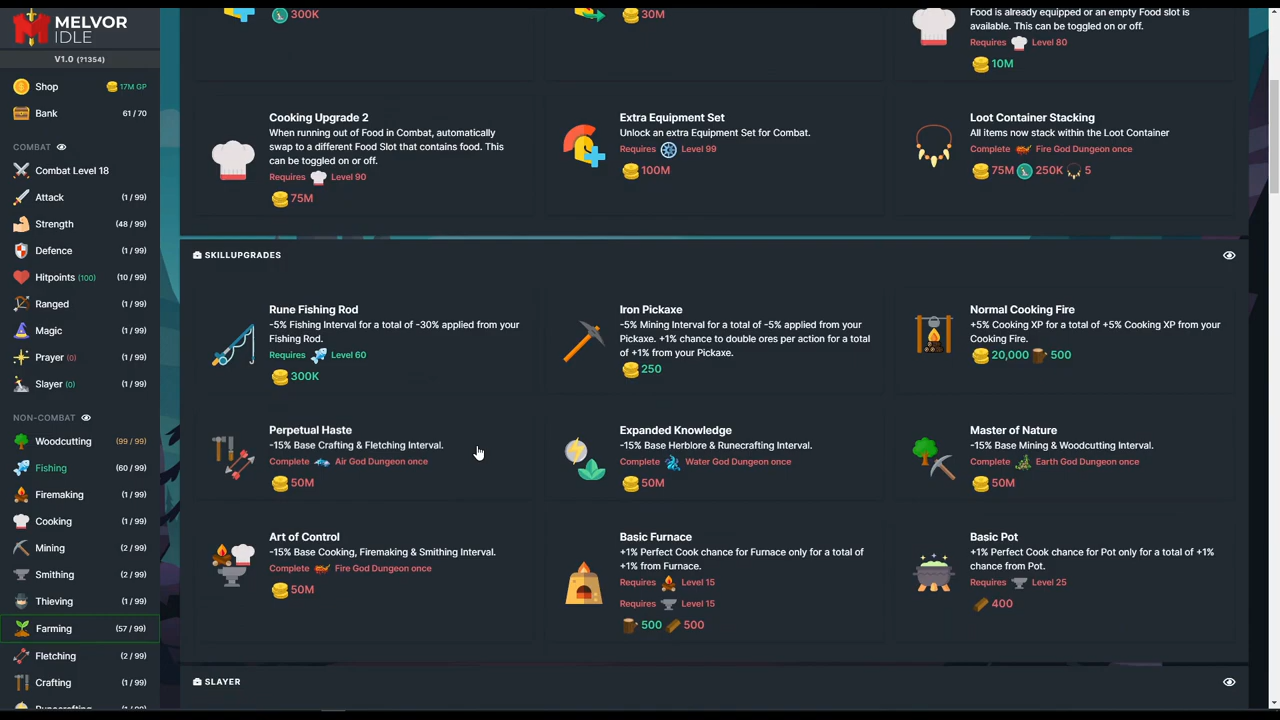 MELVOR
IDLE
V1.0 (?1354)
Shop
17M GP
Bank
61 / 70
COMBAT
Combat Level 18
Attack
(1 / 99)
Strength
(48 / 99)
Defence
(1 / 99)
Hitpoints (100)
(10 / 99)
Ranged
(1 / 99)
Magic
(1 / 99)
Prayer (0)
(1 / 99)
Slayer (0)
(1 / 99)
NON-COMBAT
Woodcutting
(99 / 99)
Fishing
(60 / 99)
Firemaking
(1 / 99)
Cooking
(1 / 99)
Mining
(2 / 99)
Smithing
(2 / 99)
Thieving
(1 / 99)
Farming
(57 / 99)
Fletching
(2 / 99)
Crafting
(1 / 99)
300K
30M
Food is already equipped or an empty Food slot is
available. This can be toggled on or off.
Requires Level 80
10M
Cooking Upgrade 2
When running out of Food in Combat, automatically
swap to a different Food Slot that contains food. This
can be toggled on or off.
Requires Level 90
75M
Extra Equipment Set
Unlock an extra Equipment Set for Combat.
Requires Level 99
100M
Loot Container Stacking
All items now stack within the Loot Container
Complete Fire God Dungeon once
75M 250K 5
SKILLUPGRADES
Rune Fishing Rod
-5% Fishing Interval for a total of -30% applied from your
Fishing Rod.
Requires Level 60
300K
Iron Pickaxe
-5% Mining Interval for a total of -5% applied from your
Pickaxe. +1% chance to double ores per action for a total
of +1% from your Pickaxe.
250
Normal Cooking Fire
+5% Cooking XP for a total of +5% Cooking XP from your
Cooking Fire.
20,000 500
Perpetual Haste
-15% Base Crafting & Fletching Interval.
Complete Air God Dungeon once
50M
Expanded Knowledge
-15% Base Herblore & Runecrafting Interval.
Complete Water God Dungeon once
50M
Master of Nature
-15% Base Mining & Woodcutting Interval.
Complete Earth God Dungeon once
50M
Art of Control
-15% Base Cooking, Firemaking & Smithing Interval.
Complete Fire God Dungeon once
50M
Basic Furnace
+1% Perfect Cook chance for Furnace only for a total of
+1% from Furnace.
Requires Level 15
Requires Level 15
500 500
Basic Pot
+1% Perfect Cook chance for Pot only for a total of +1%
chance from Pot.
Requires Level 25
400
SLAYER